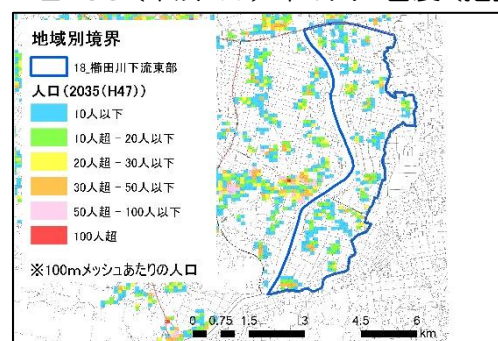 地域別境界
18_櫛田川下流東部
人口(2035(H47))
10人以下
10人超 - 20人以下
20人超 - 30人以下
30人超 - 50人以下
50人超 - 100人以下
100人超
※100mメッシュあたりの人口
0 0.75 1.5 3 4.5 6
km